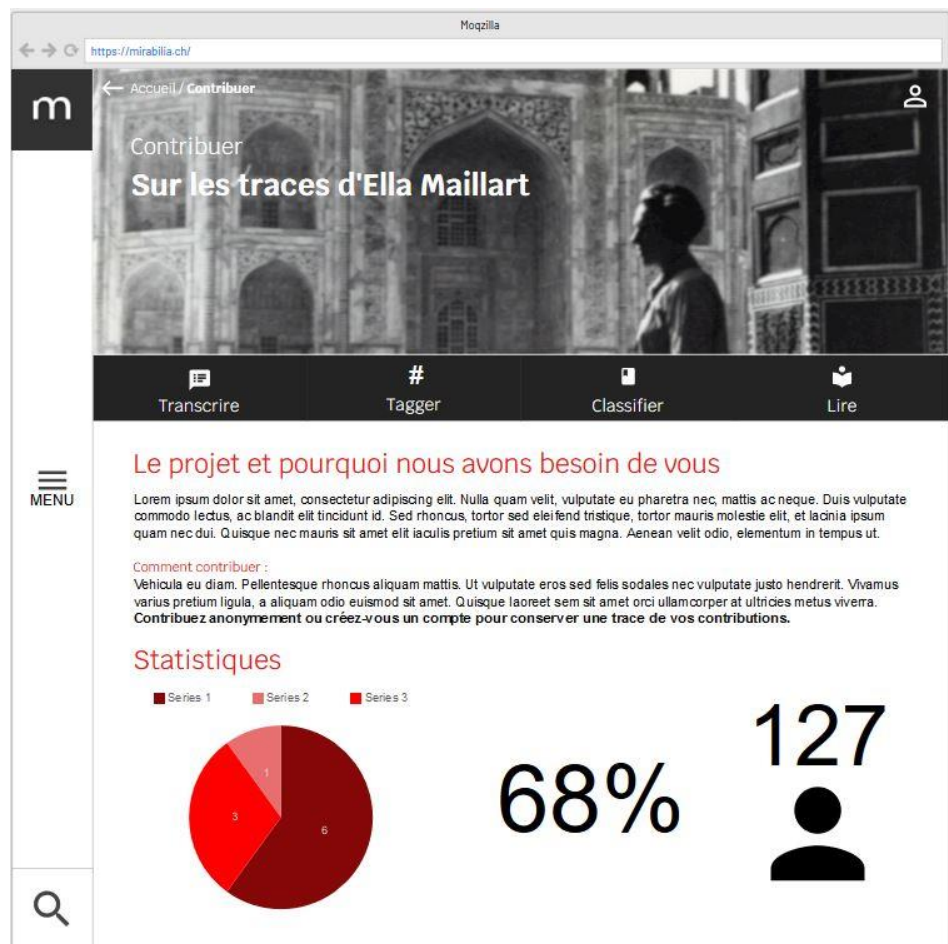 Moqzilla
https://mirabilia.ch/
m
Accueil / Contribuer
Contribuer
Sur les traces d'Ella Maillart
Transcrire
# Tagger
Classifier
Lire
MENU
Le projet et pourquoi nous avons besoin de vous
Lorem ipsum dolor sit amet, consectetur adipiscing elit. Nulla quam velit, vulputate eu pharetra nec, mattis ac neque. Duis vulputate
commodo lectus, ac blandit elit tincidunt id. Sed rhoncus, tortor sed eleifend tristique, tortor mauris molestie elit, et lacinia ipsum
quam nec dui. Quisque nec mauris sit amet elit iaculis pretium sit amet quis magna. Aenean velit odio, elementum in tempus ut.
Comment contribuer :
Vehicula eu diam. Pellentesque rhoncus aliquam mattis. Ut vulputate eros sed felis sodales nec vulputate justo hendrerit. Vivamus
varius pretium ligula, a aliquam odio euismod sit amet. Quisque laoreet sem sit amet orci ullamcorper at ultricies metus viverra.
Contribuez anonymement ou créez-vous un compte pour conserver une trace de vos contributions.
Statistiques
Series 1
Series 2
Series 3
1
3
6
68%
127